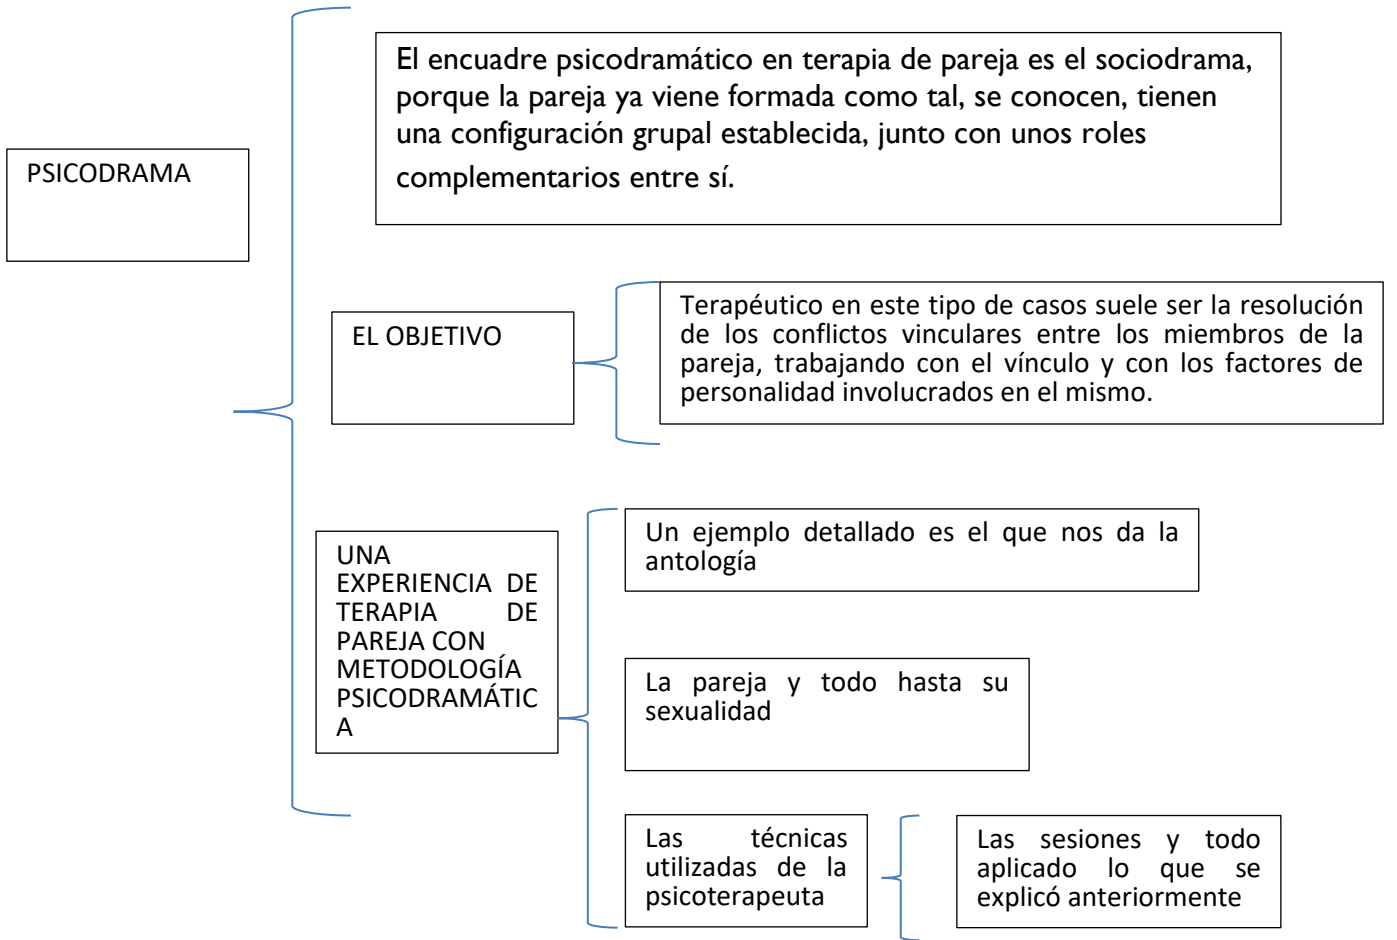 PSICODRAMA
El encuadre psicodramático en terapia de pareja es el sociodrama,
porque la pareja ya viene formada como tal, se conocen, tienen
una configuración grupal establecida, junto con unos roles
complementarios entre sí.
EL OBJETIVO
Terapéutico en este tipo de casos suele ser la resolución
de los conflictos vinculares entre los miembros de la
pareja, trabajando con el vínculo y con los factores de
personalidad involucrados en el mismo.
UNA
EXPERIENCIA DE
TERAPIA DE
PAREJA CON
METODOLOGÍA
PSICODRAMÁTIC
A
Un ejemplo detallado es el que nos da la
antología
La pareja y todo hasta su
sexualidad
Las técnicas
utilizadas de la
psicoterapeuta
Las sesiones y todo
aplicado lo que se
explicó anteriormente